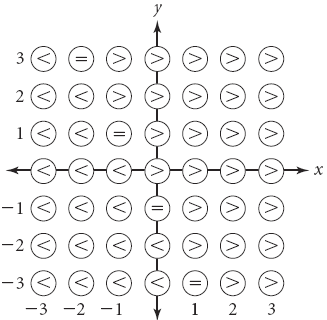 y
3 < = > > > > >
2 < < > > > > >
1 < < = > > > >
< < < > > > > x
−1 < < < = > > >
−2 < < < < > > >
−3 < < < < = > >
−3 −2 −1 1 2 3